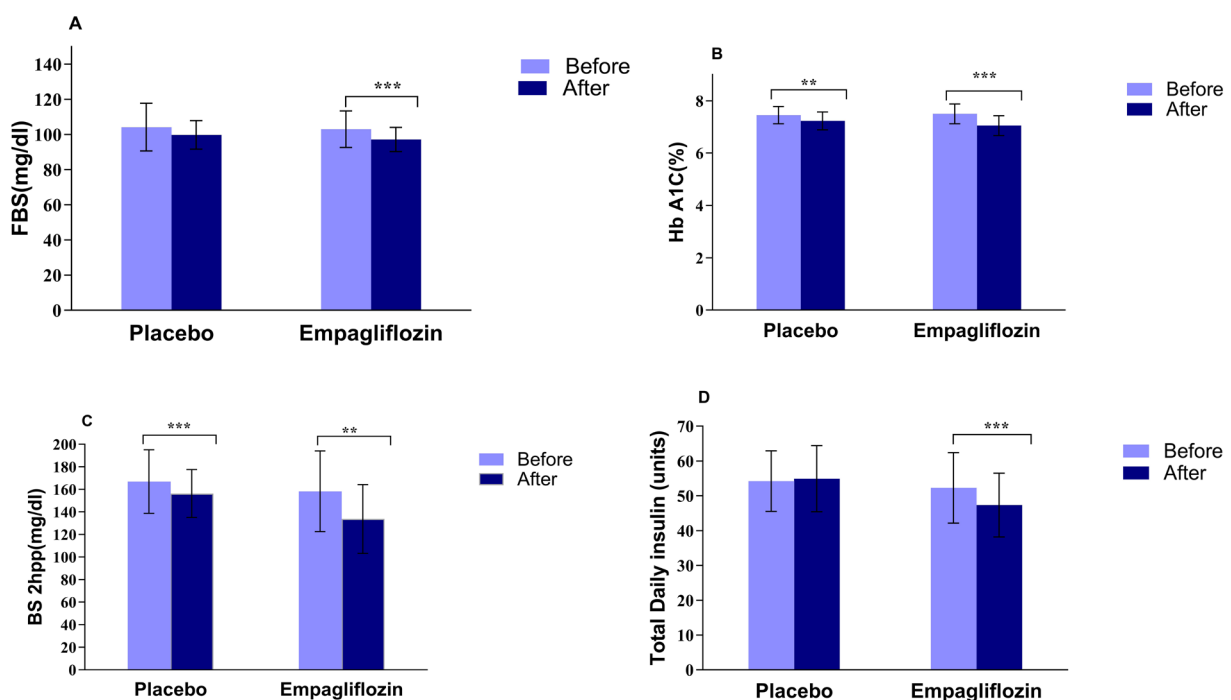 A
FBS(mg/dl)
140
120
100
80
60
40
20
0
***
Before
After
Placebo
Empagliflozin
B
Hb A1C(%)
8
6
4
2
0
**
***
Before
After
Placebo
Empagliflozin
C
BS 2hpp(mg/dl)
200
180
160
140
120
100
80
60
40
20
0
***
**
Before
After
Placebo
Empagliflozin
D
Total Daily insulin (units)
70
60
50
40
30
20
10
0
***
Before
After
Placebo
Empagliflozin